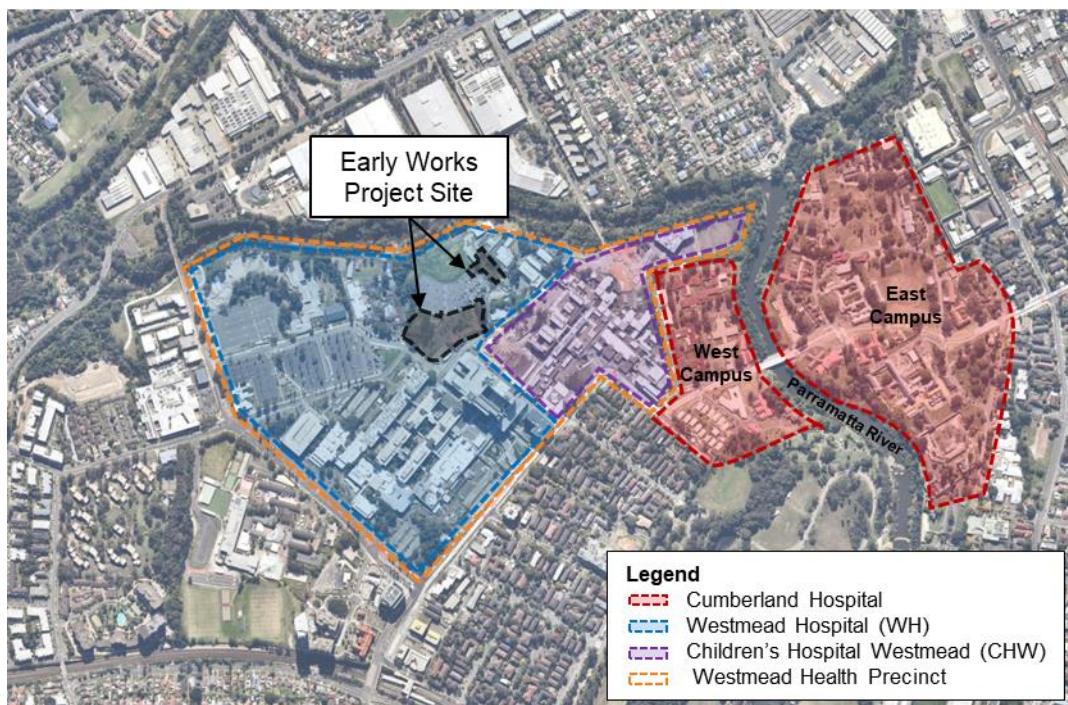 Early Works
Project Site
East
Campus
West
Campus
Parramatta River
Legend
Cumberland Hospital
Westmead Hospital (WH)
Children's Hospital Westmead (CHW)
Westmead Health Precinct